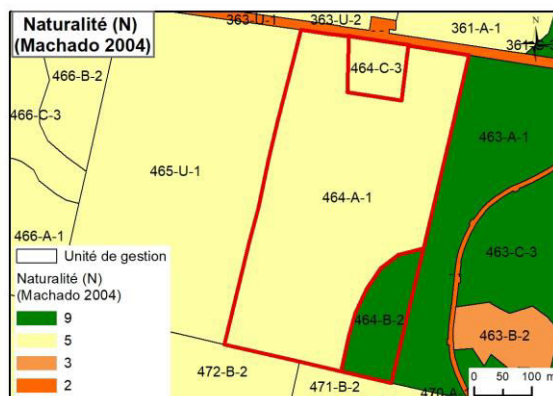 Naturalité (N)
(Machado 2004)
363-U-1
363-U-2
361-A-1
N
466-B-2
464-C-3
466-C-3
463-A-1
465-U-1
464-A-1
466-A-1
463-C-3
Unité de gestion
Naturalité (N)
(Machado 2004)
9
5
3
2
464-B-2
463-B-2
472-B-2
471-B-2
0 50 100 m